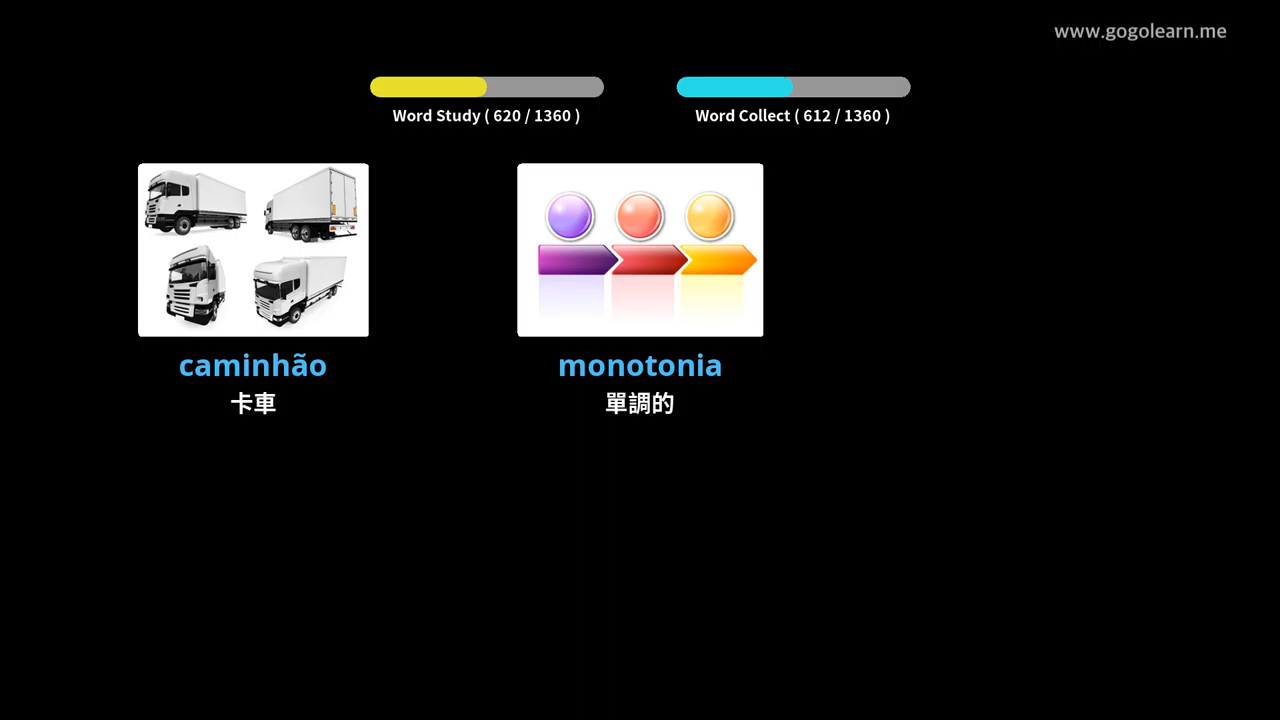 www.gogolearn.me
Word Study ( 620 / 1360 )
Word Collect ( 612 / 1360 )
caminhão
卡車
monotonia
單調的